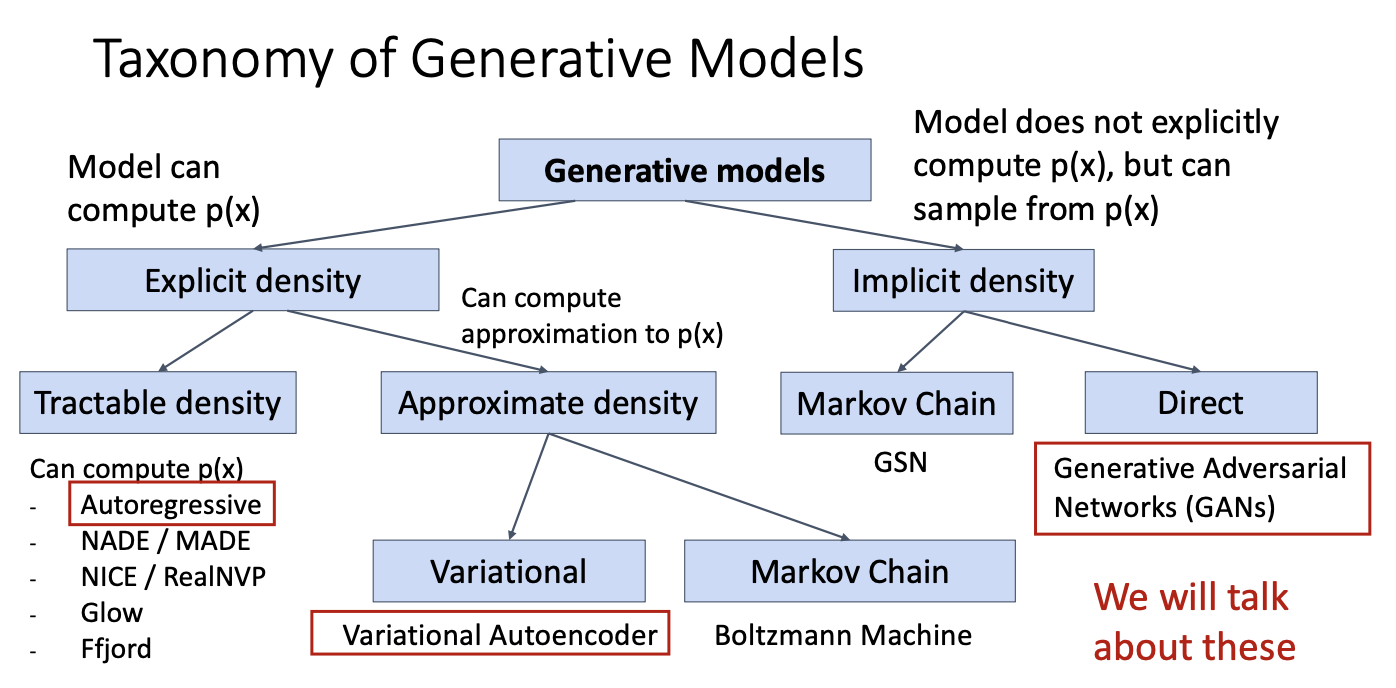 Taxonomy of Generative Models
Model can
compute p(x)
Generative models
Model does not explicitly
compute p(x), but can
sample from p(x)
Explicit density
Can compute
approximation to p(x)
Implicit density
Tractable density
Approximate density
Markov Chain
Direct
Can compute p(x)
- Autoregressive
- NADE / MADE
- NICE / RealNVP
- Glow
- Ffjord
GSN
Generative Adversarial
Networks (GANs)
Variational
Markov Chain
Variational Autoencoder
Boltzmann Machine
We will talk
about these